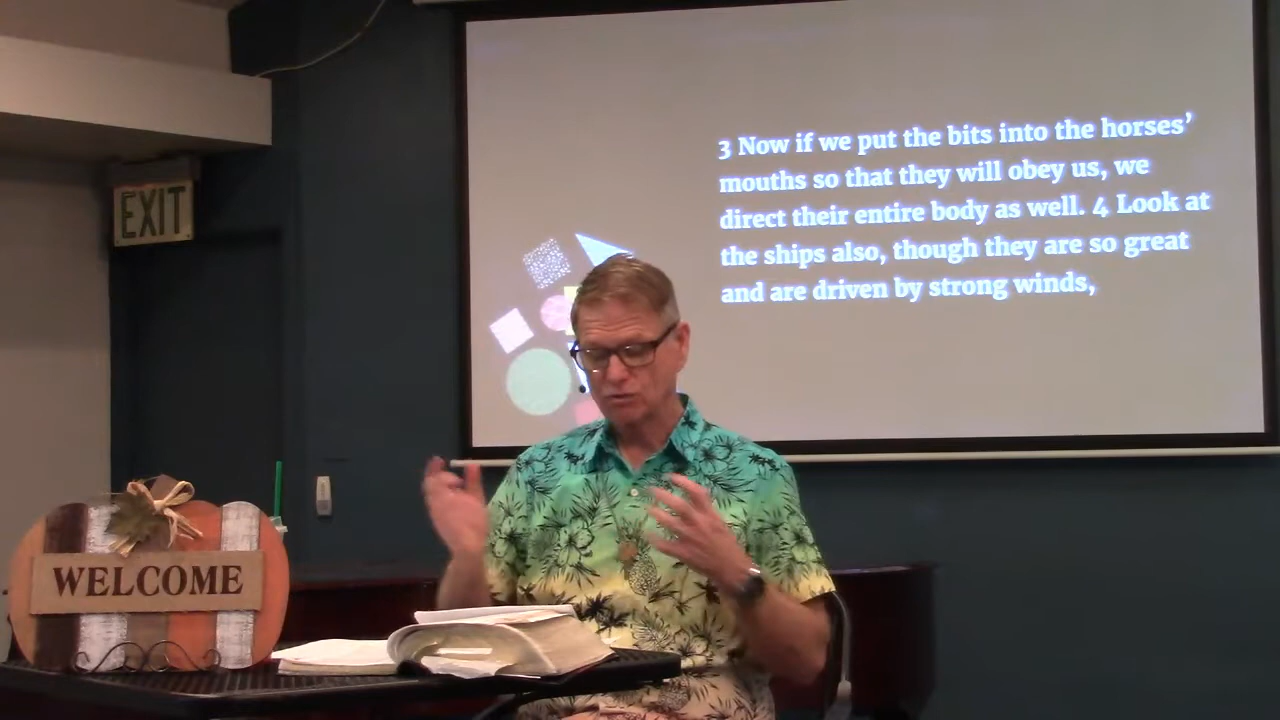 3 Now if we put the bits into the horses’
mouths so that they will obey us, we
direct their entire body as well. 4 Look at
the ships also, though they are so great
and are driven by strong winds,
EXIT
WELCOME